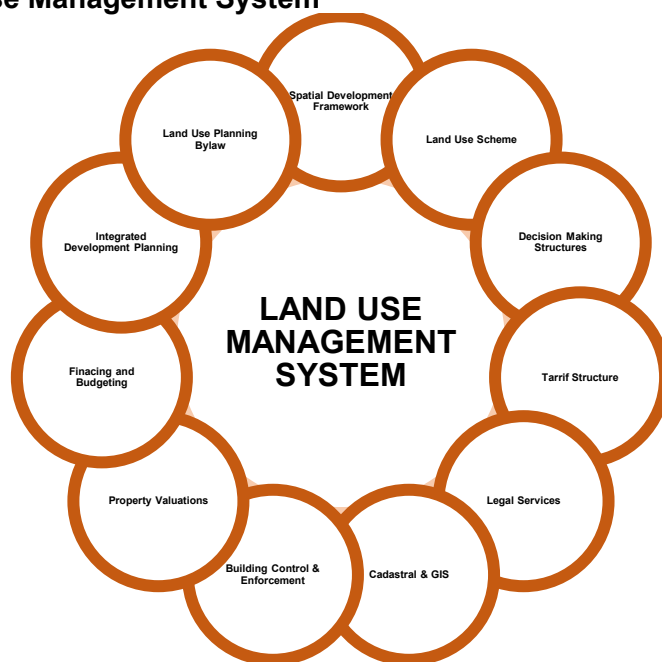 Management System
Spatial Development
Framework
Land Use Scheme
Decision Making
Structures
Tarrif Structure
Legal Services
Cadastral & GIS
Building Control &
Enforcement
Property Valuations
Finacing and
Budgeting
Integrated
Development Planning
Land Use Planning
Bylaw
LAND USE
MANAGEMENT
SYSTEM